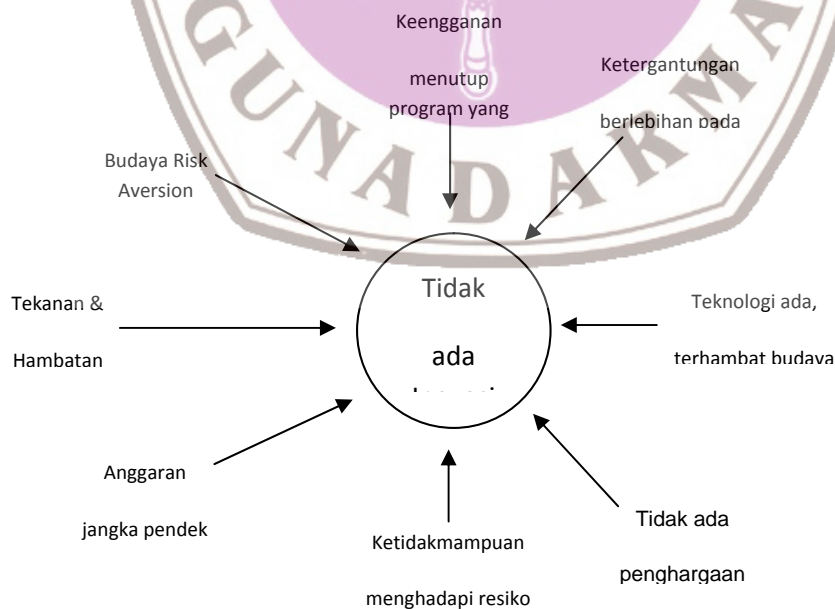 Keengganan
menutup
program yang
Ketergantungan
berlebihan pada
Budaya Risk
Aversion
Tekanan &
Hambatan
Tidak
ada
Teknologi ada,
terhambat budaya
Anggaran
jangka pendek
Ketidakmampuan
menghadapi resiko
Tidak ada
penghargaan
GUNADARMA